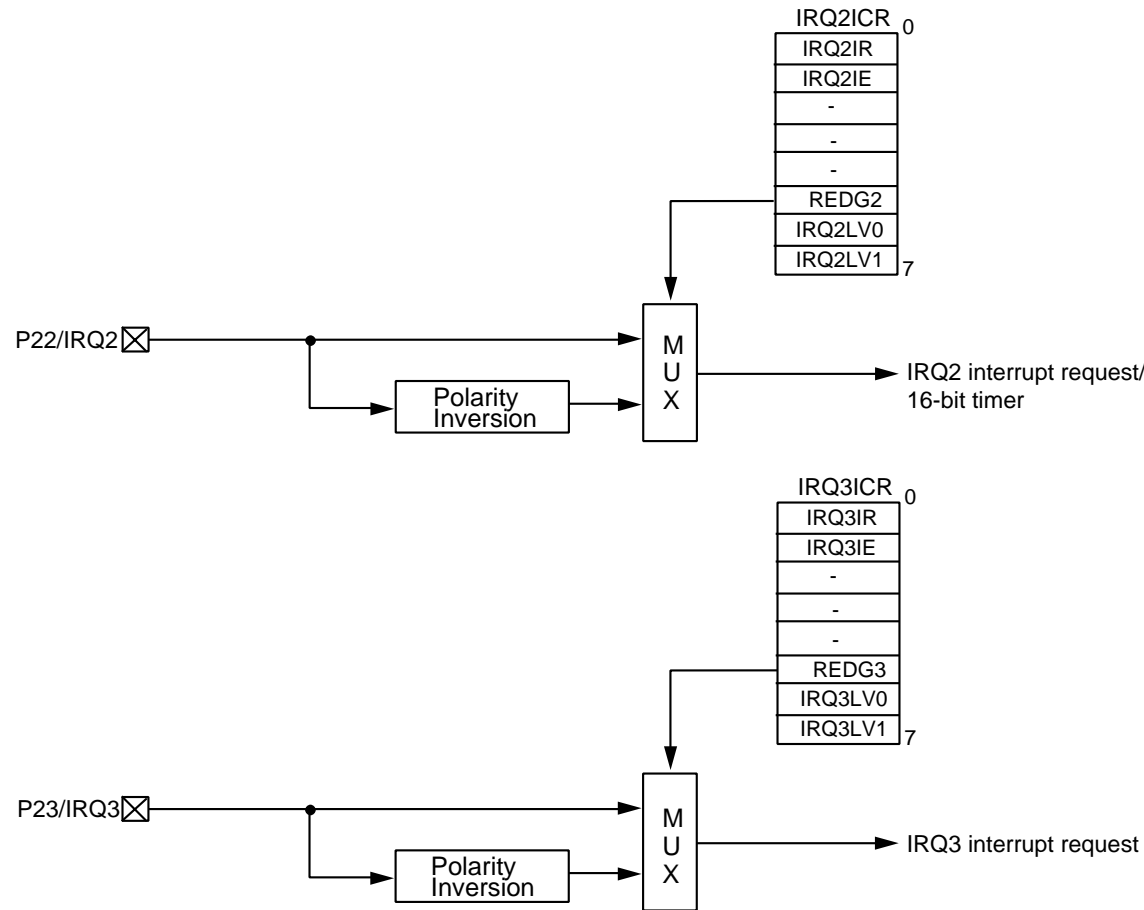 IRQ2ICR 0
IRQ2IR
IRQ2IE
-
-
-
REDG2
IRQ2LV0
IRQ2LV1 7
P22/IRQ2
M
U
X
Polarity
Inversion
IRQ2 interrupt request/
16-bit timer
IRQ3ICR 0
IRQ3IR
IRQ3IE
-
-
-
REDG3
IRQ3LV0
IRQ3LV1 7
P23/IRQ3
M
U
X
Polarity
Inversion
IRQ3 interrupt request